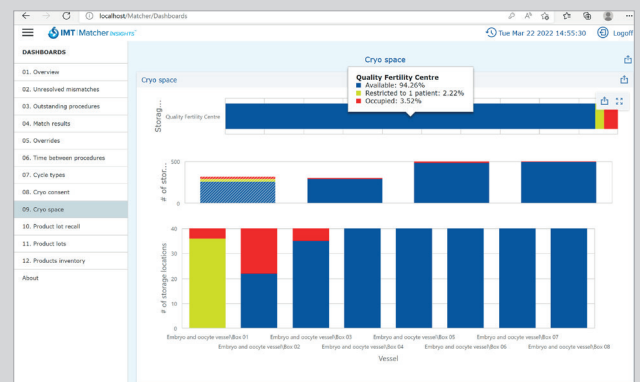 localhost/Matcher/Dashboards
IMT Matcher INSIGHTS
Tue Mar 22 2022 14:55:30
Logoff
DASHBOARDS
01. Overview
02. Unresolved mismatches
03. Outstanding procedures
04. Match results
05. Overrides
06. Time between procedures
07. Cycle types
08. Cryo consent
09. Cryo space
10. Product lot recall
11. Product lots
12. Products inventory
About
Cryo space
Cryo space
Quality Fertility Centre
Available: 94.26%
Restricted to 1 patient: 2.22%
Occupied: 3.52%
Storag...
Quality Fertility Centre
# of stor...
500
0
# of storage locations
40
30
20
10
0
Embryo and oocyte vessel\Box 01
Embryo and oocyte vessel\Box 02
Embryo and oocyte vessel\Box 03
Embryo and oocyte vessel\Box 04
Embryo and oocyte vessel\Box 05
Embryo and oocyte vessel\Box 06
Embryo and oocyte vessel\Box 07
Embryo and oocyte vessel\Box 08
Vessel